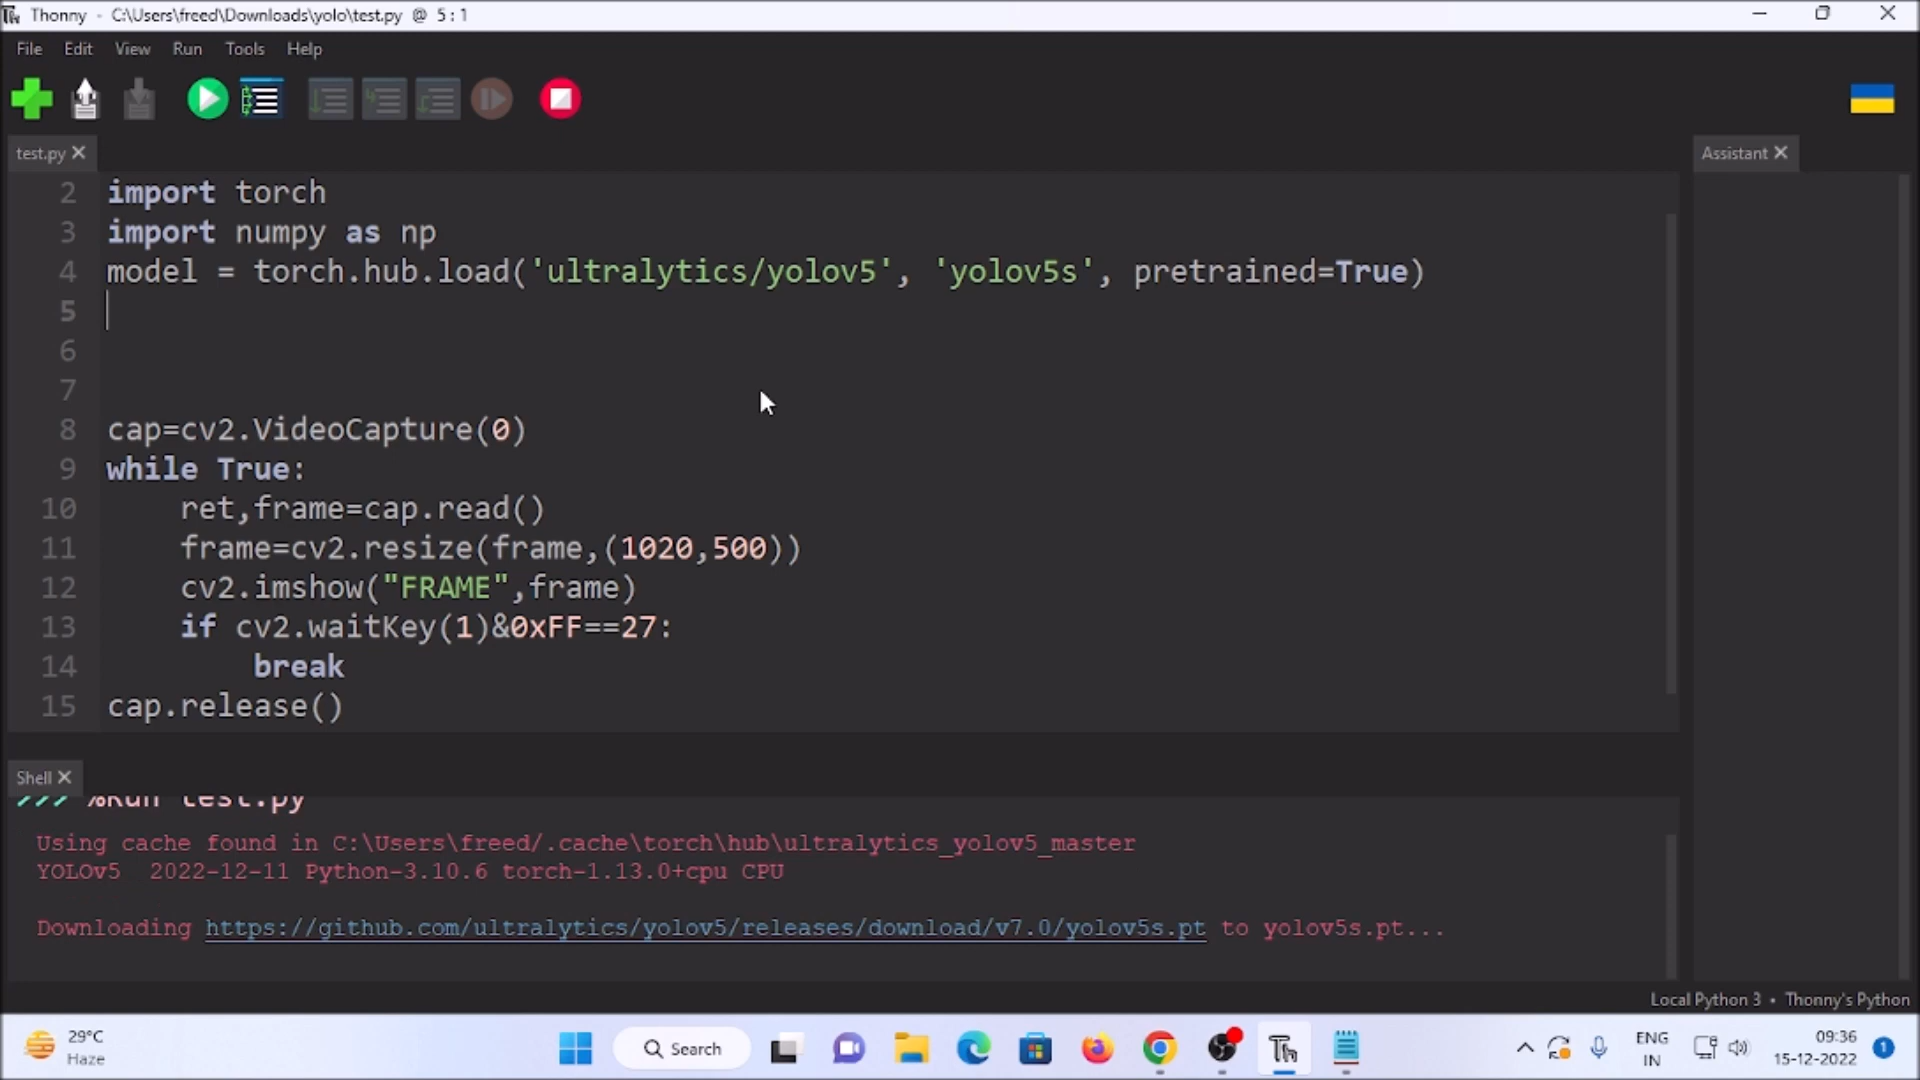 Thonny - C:\Users\freed\Downloads\yolo\test.py @ 5:1
File Edit View Run Tools Help
test.py
Assistant
2 import torch
3 import numpy as np
4 model = torch.hub.load('ultralytics/yolov5', 'yolov5s', pretrained=True)
5
6
7
8 cap=cv2.VideoCapture(0)
9 while True:
10 ret,frame=cap.read()
11 frame=cv2.resize(frame,(1020,500))
12 cv2.imshow("FRAME",frame)
13 if cv2.waitKey(1)&0xFF==27:
14 break
15 cap.release()
Shell
>>> %Run test.py
Using cache found in C:\Users\freed/.cache\torch\hub\ultralytics_yolov5_master
YOLOv5 2022-12-11 Python-3.10.6 torch-1.13.0+cpu CPU
Downloading https://github.com/ultralytics/yolov5/releases/download/v7.0/yolov5s.pt to yolov5s.pt...
Local Python 3 • Thonny's Python
29°C
Haze
Search
ENG
IN
09:36
15-12-2022
1